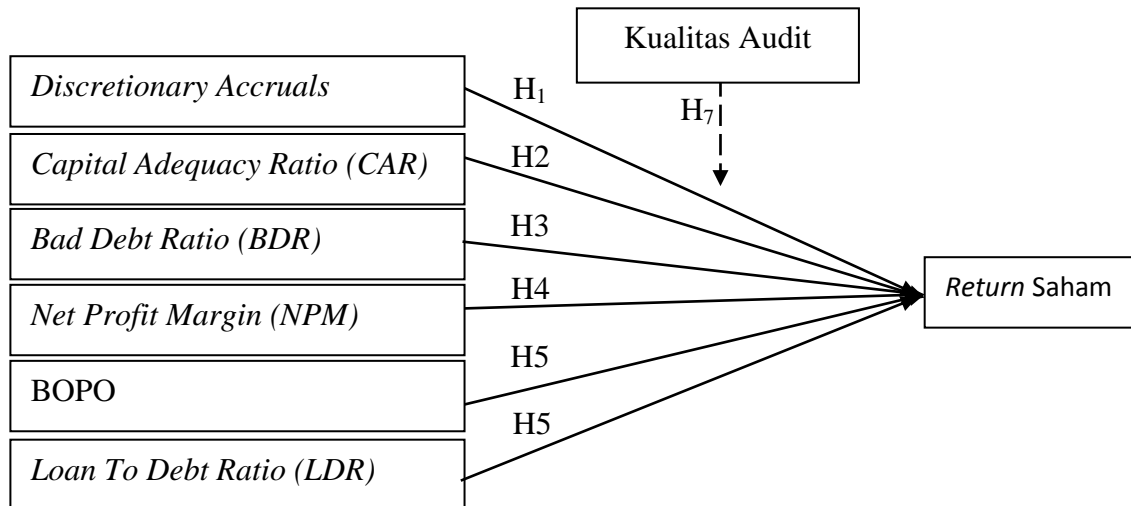 Kualitas Audit
Discretionary Accruals
H₁
H₇
Capital Adequacy Ratio (CAR)
H2
Bad Debt Ratio (BDR)
H3
Return Saham
Net Profit Margin (NPM)
H4
BOPO
H5
Loan To Debt Ratio (LDR)
H5